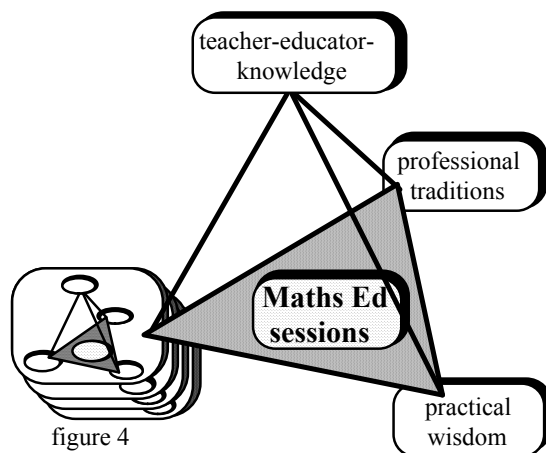 teacher-educator-
knowledge
professional
traditions
Maths Ed
sessions
figure 4
practical
wisdom